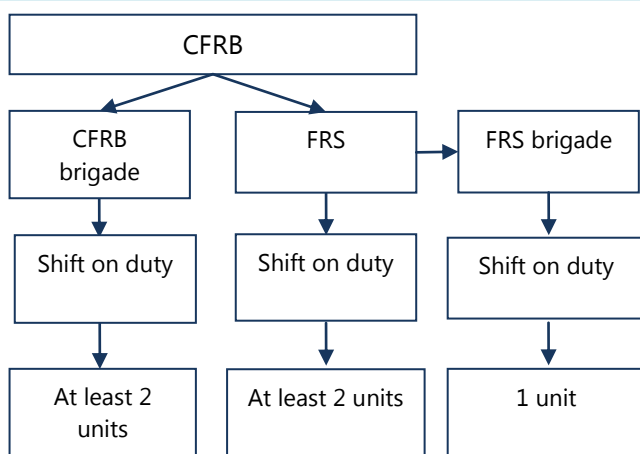 CFRB
CFRB
brigade
FRS
FRS brigade
Shift on duty
Shift on duty
Shift on duty
At least 2
units
At least 2 units
1 unit